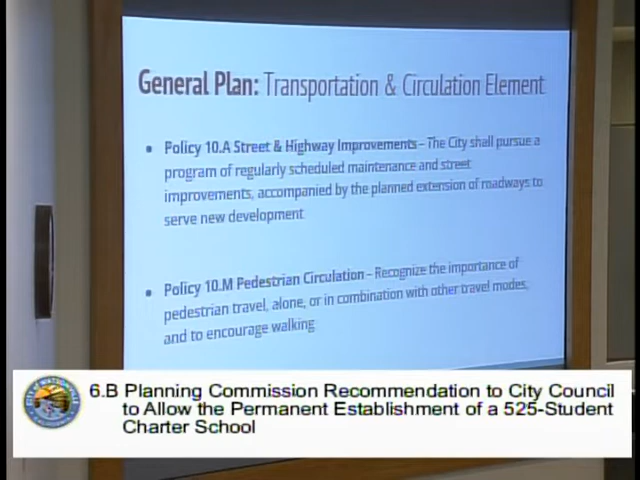 General Plan: Transportation & Circulation Element
• Policy 10.A Street & Highway Improvements – The City shall pursue a
program of regularly scheduled maintenance and street
improvements, accompanied by the planned extension of roadways to
serve new development
• Policy 10.M Pedestrian Circulation – Recognize the importance of
pedestrian travel, alone, or in combination with other travel modes,
and to encourage walking
6.B Planning Commission Recommendation to City Council
to Allow the Permanent Establishment of a 525-Student
Charter School